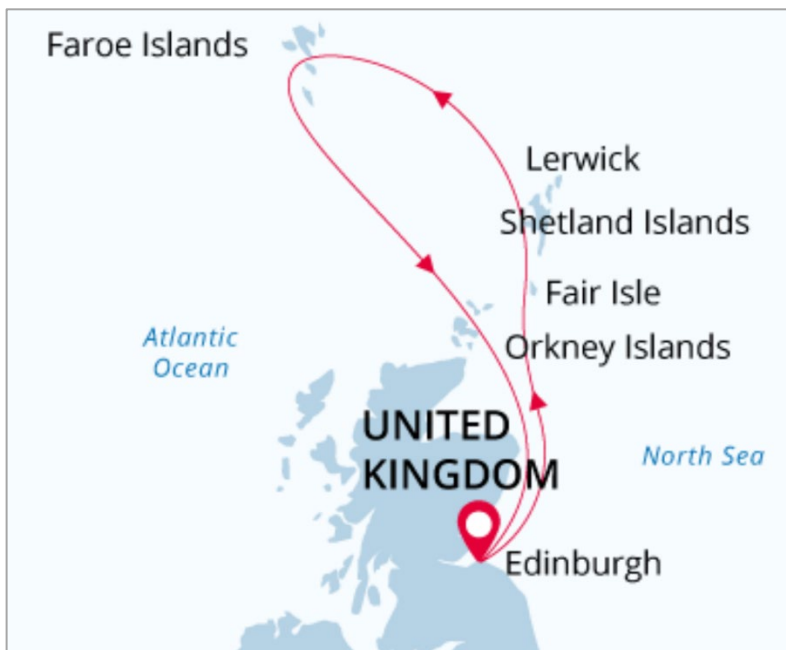 Faroe Islands
Lerwick
Shetland Islands
Fair Isle
Orkney Islands
Atlantic
Ocean
UNITED
KINGDOM
North Sea
Edinburgh